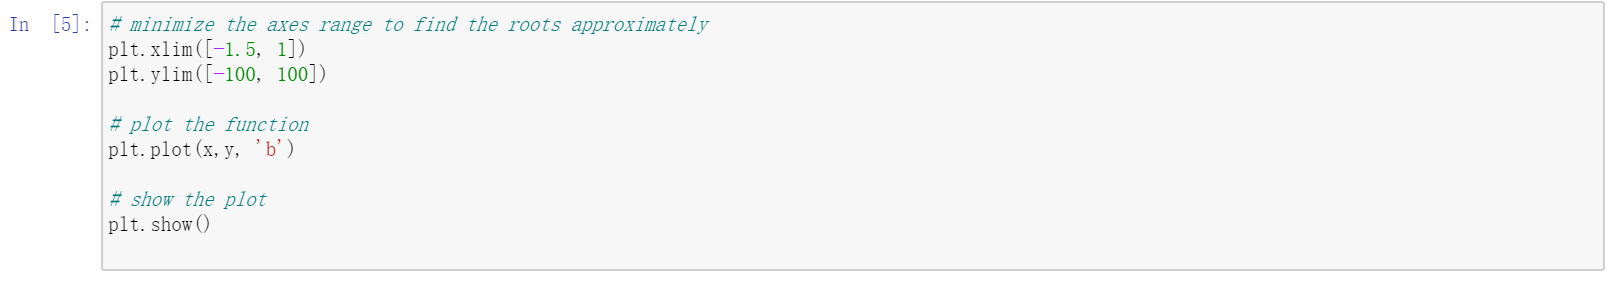 In [5]: # minimize the axes range to find the roots approximately
plt.xlim([-1.5, 1])
plt.ylim([-100, 100])
# plot the function
plt.plot(x,y, 'b')
# show the plot
plt.show()